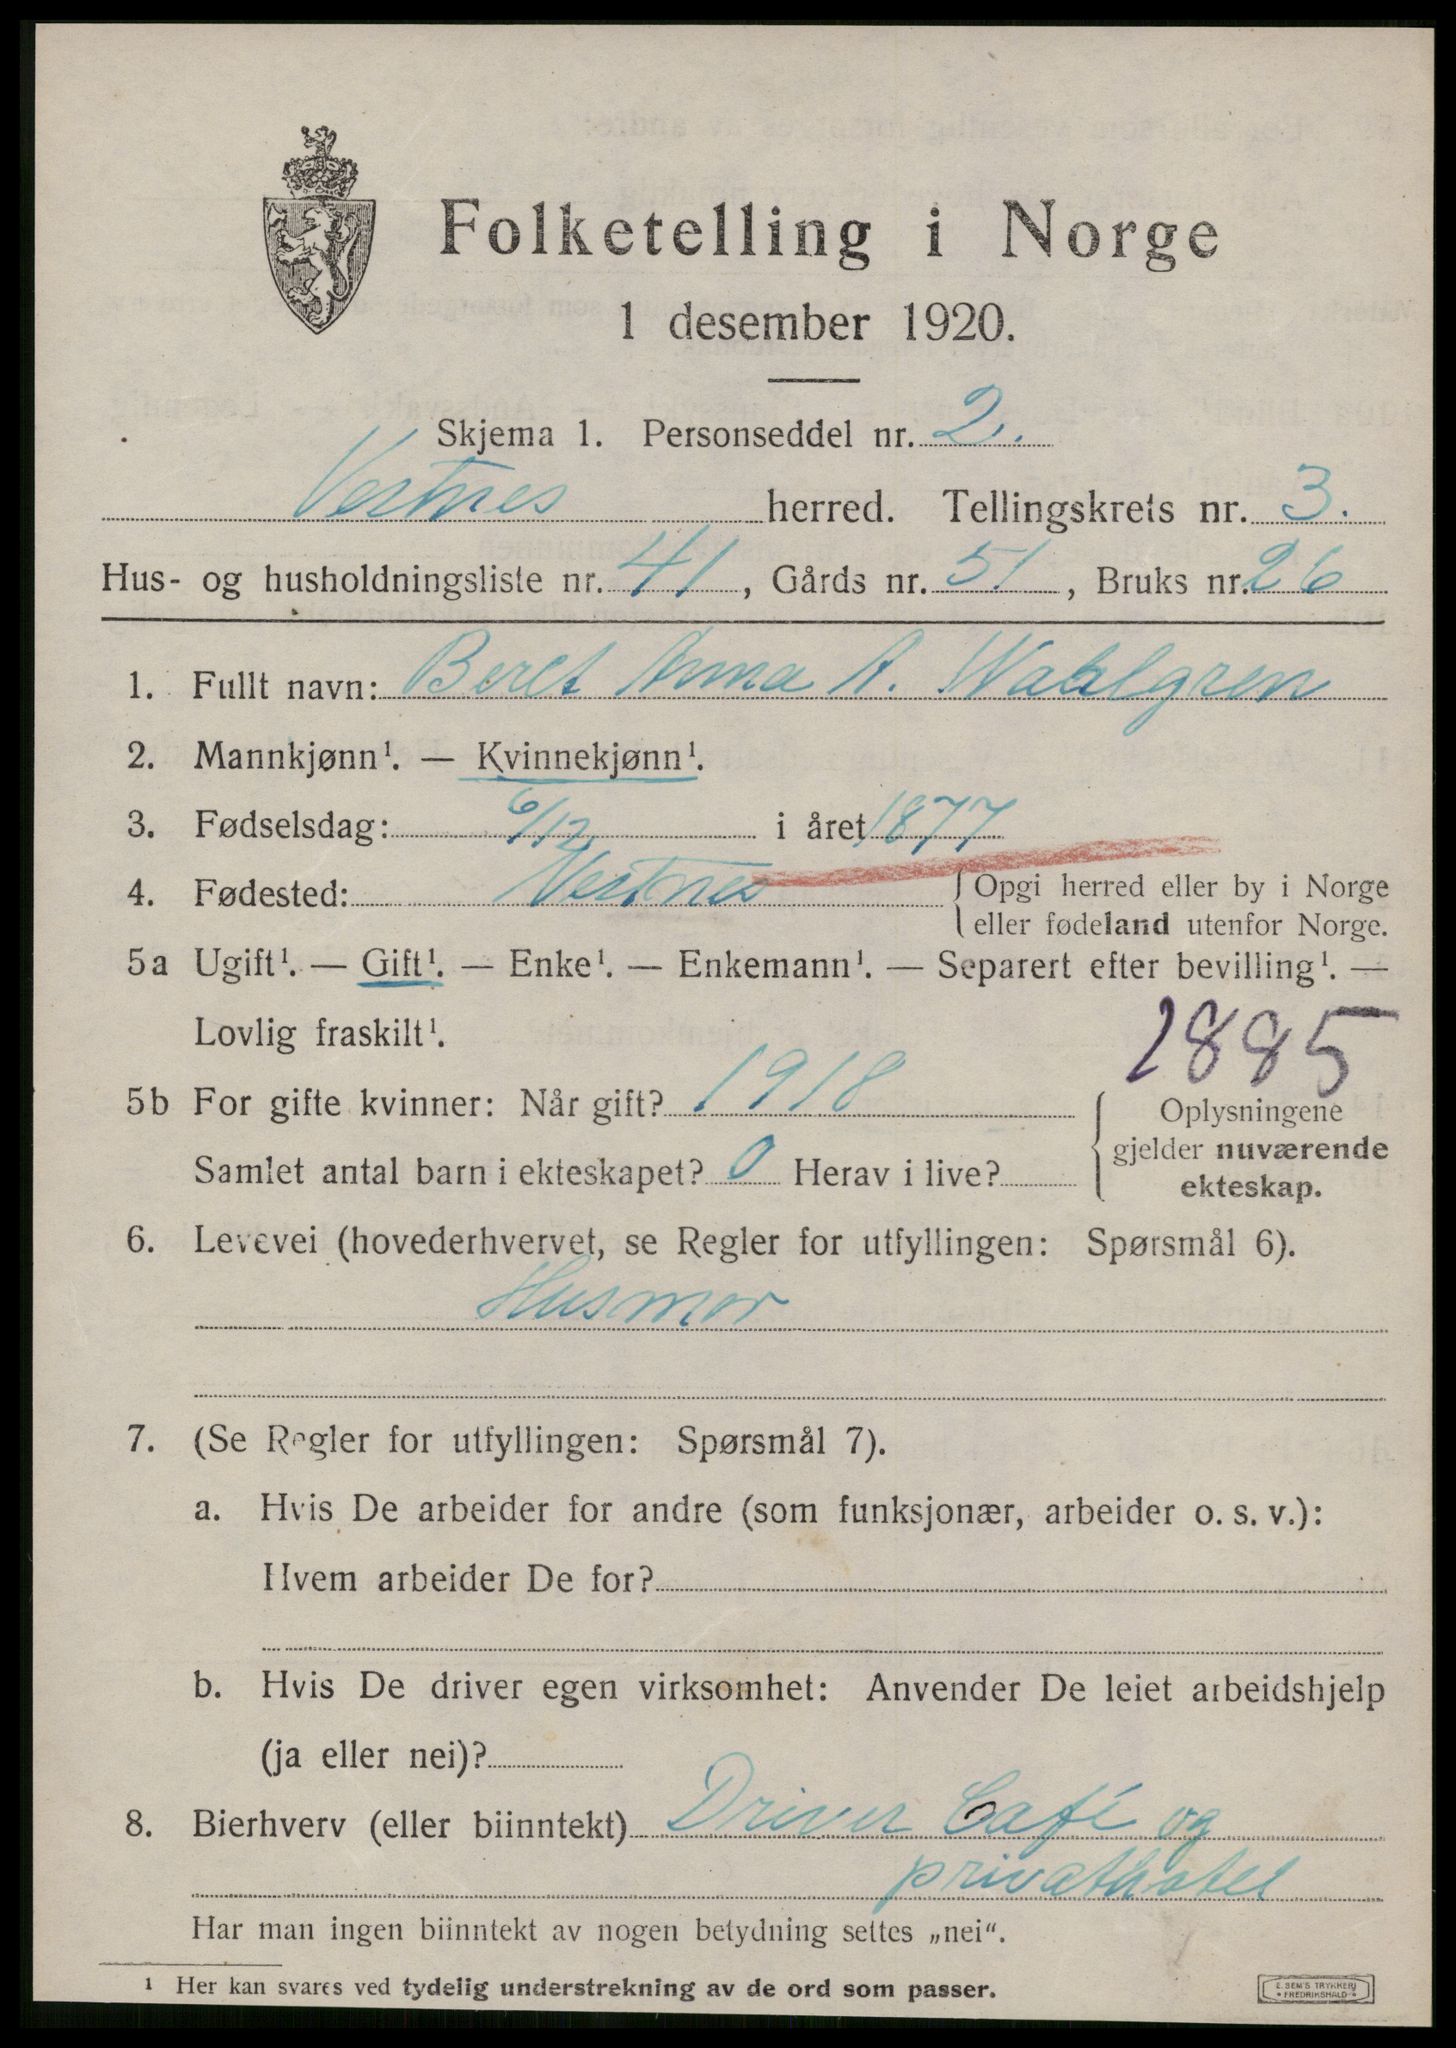 Folketelling i Norge
1 desember 1920.
Skjema 1. Personseddel nr. 2.
Vestnes herred. Tellingskrets nr. 3.
Hus- og husholdningsliste nr. 41, Gårds nr. 51, Bruks nr. 26
1. Fullt navn: Beret Anna A. Wahlgren
2. Mannkjønn¹. — Kvinnekjønn¹.
3. Fødselsdag: 6/12 i året 1877
4. Fødested: Vestnes { Opgi herred eller by i Norge
eller fødeland utenfor Norge.
5a Ugift¹. — Gift¹. — Enke¹. — Enkemann¹. — Separert efter bevilling¹. —
Lovlig fraskilt¹.
1885
5b For gifte kvinner: Når gift? 1918
Samlet antal barn i ekteskapet? 0 Herav i live?
{ Oplysningene
gjelder nuværende
ekteskap.
6. Levevei (hovederhvervet, se Regler for utfyllingen: Spørsmål 6).
Husmor
7. (Se Regler for utfyllingen: Spørsmål 7).
a. Hvis De arbeider for andre (som funksjonær, arbeider o. s. v.):
Hvem arbeider De for?
b. Hvis De driver egen virksomhet: Anvender De leiet arbeidshjelp
(ja eller nei)?
8. Bierhverv (eller biinntekt) Driver Café og
privathotel
Har man ingen biinntekt av nogen betydning settes „nei“.
¹ Her kan svares ved tydelig understrekning av de ord som passer.
E. SEM'S TRYKKERI
FREDRIKSHALD